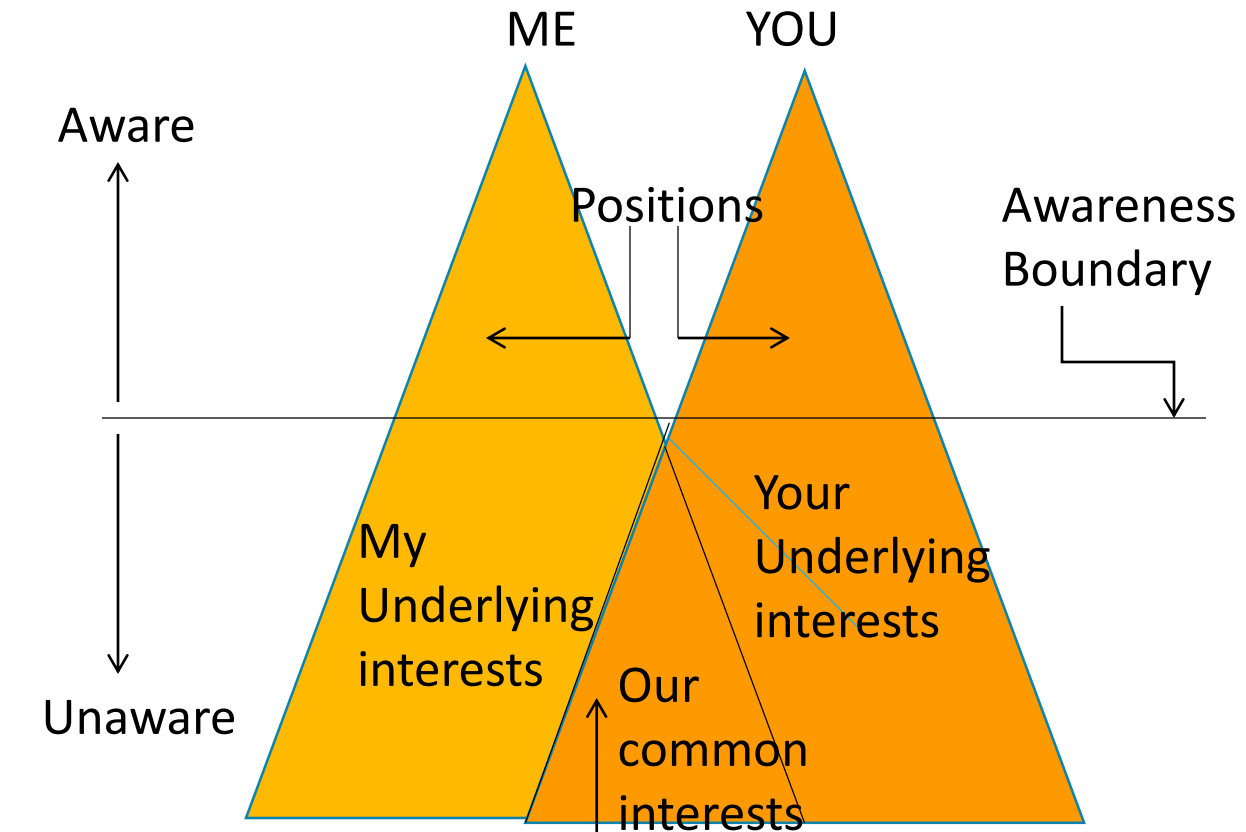 ME
YOU
Aware
Positions
Awareness
Boundary
Your
Underlying
interests
My
Underlying
interests
Unaware
Our
common
interests